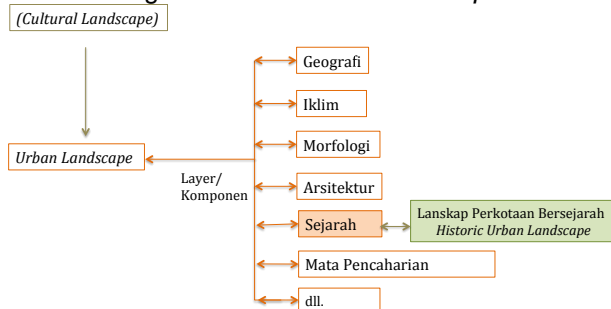 (Cultural Landscape)
Geografi
Iklim
Morfologi
Urban Landscape
Layer/
Komponen
Arsitektur
Sejarah
Lanskap Perkotaan Bersejarah
Historic Urban Landscape
Mata Pencaharian
dll.